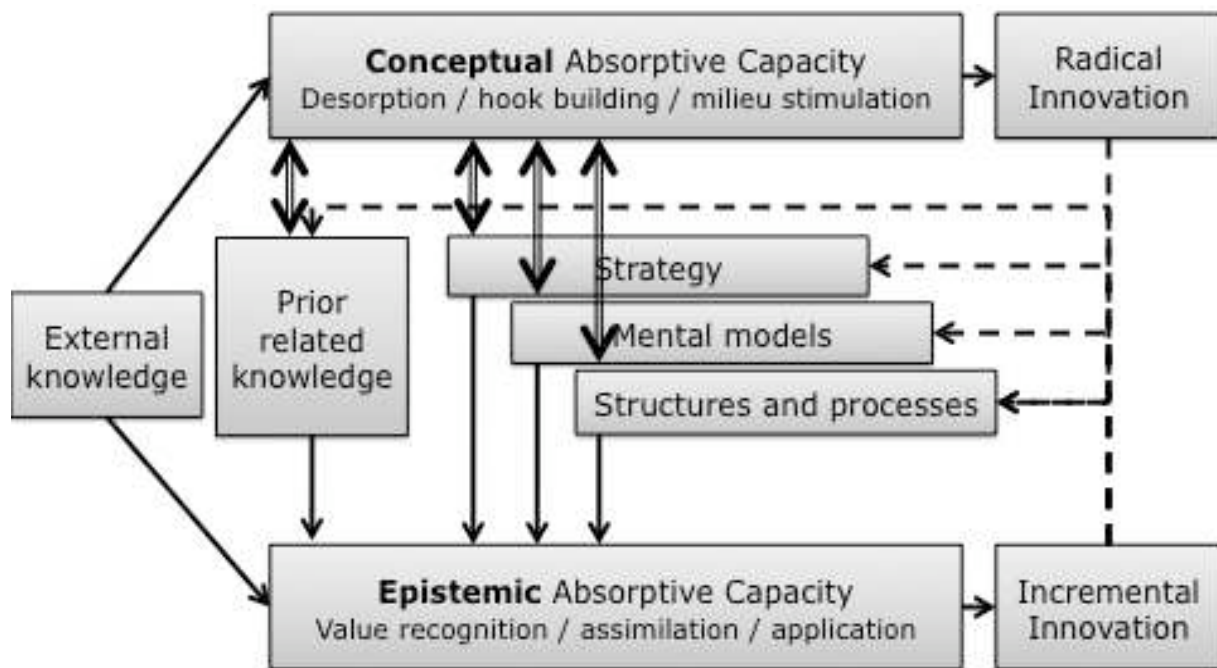 Conceptual Absorptive Capacity
Desorption / hook building / milieu stimulation
Radical
Innovation
External
knowledge
Prior
related
knowledge
Strategy
Mental models
Structures and processes
Epistemic Absorptive Capacity
Value recognition / assimilation / application
Incremental
Innovation